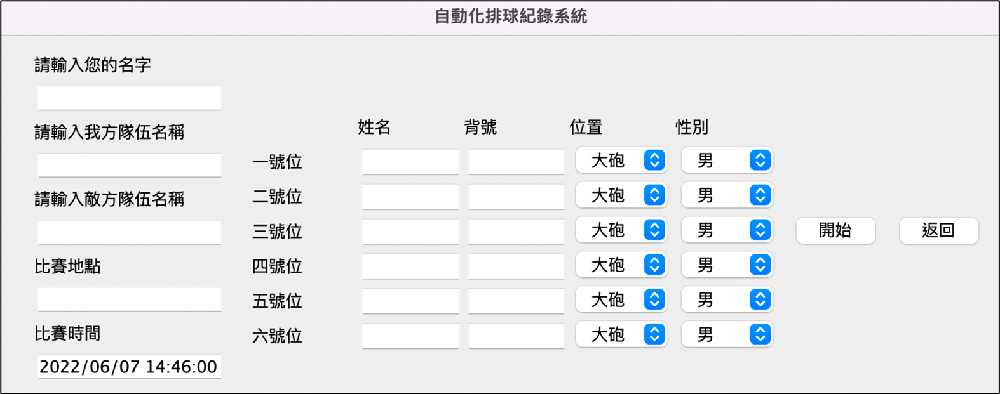 自動化排球紀錄系統
請輸入您的名字
請輸入我方隊伍名稱
請輸入敵方隊伍名稱
比賽地點
比賽時間
2022/06/07 14:46:00
姓名 背號 位置 性別
一號位 大砲 男
二號位 大砲 男
三號位 大砲 男
四號位 大砲 男
五號位 大砲 男
六號位 大砲 男
開始 返回